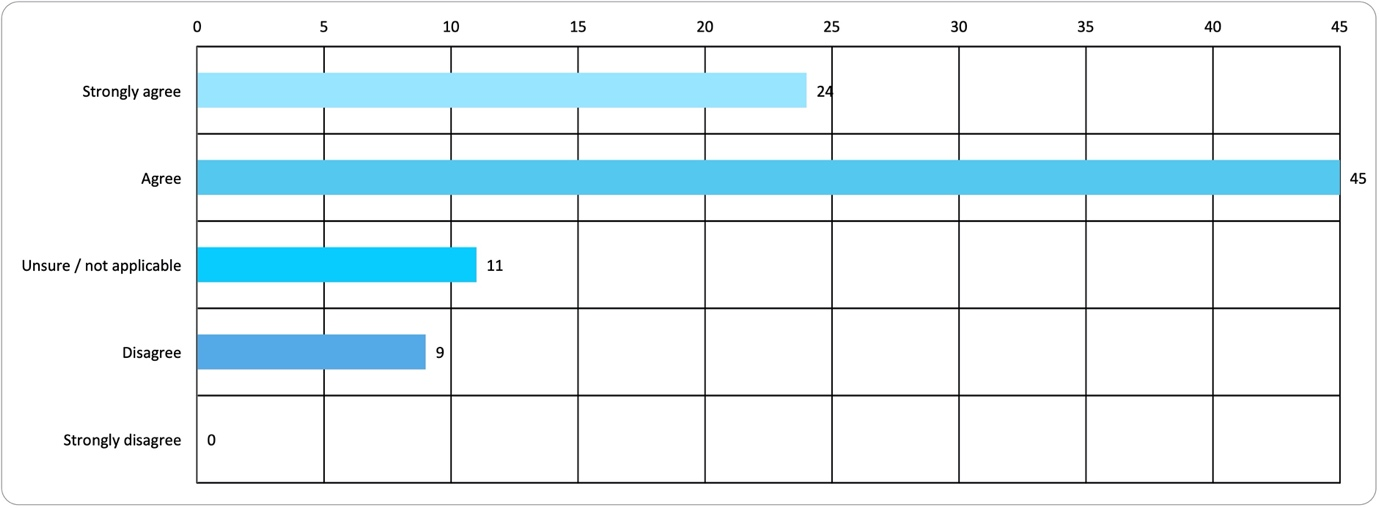 0 5 10 15 20 25 30 35 40 45
Strongly agree 24
Agree 45
Unsure / not applicable 11
Disagree 9
Strongly disagree 0